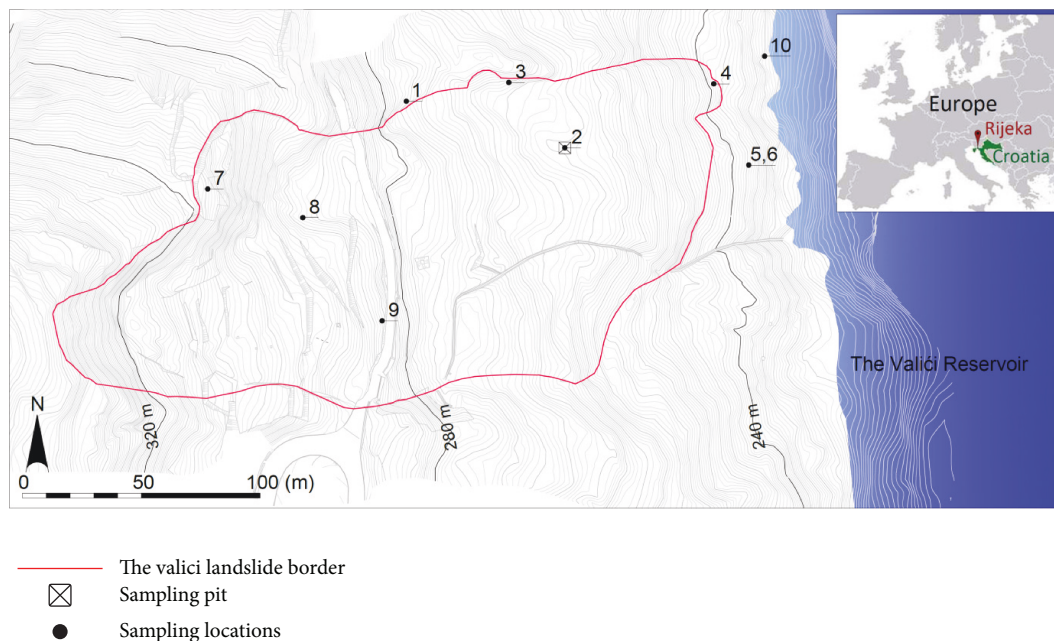 10
3
4
1
2
5,6
7
8
9
Europe
Rijeka
Croatia
The Valići Reservoir
N
320 m
280 m
240 m
0 50 100 (m)
The valici landslide border
Sampling pit
Sampling locations